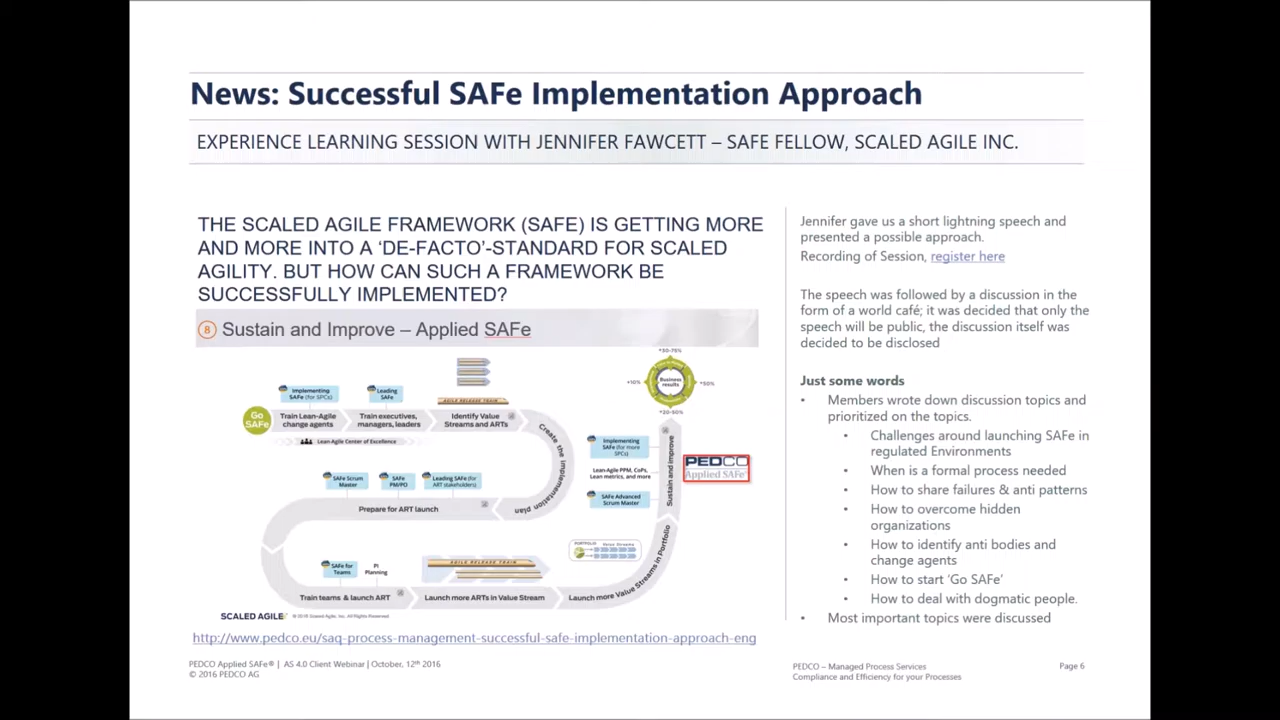 News: Successful SAFe Implementation Approach
EXPERIENCE LEARNING SESSION WITH JENNIFER FAWCETT – SAFE FELLOW, SCALED AGILE INC.
THE SCALED AGILE FRAMEWORK (SAFE) IS GETTING MORE
AND MORE INTO A ‘DE-FACTO’-STANDARD FOR SCALED
AGILITY. BUT HOW CAN SUCH A FRAMEWORK BE
SUCCESSFULLY IMPLEMENTED?
8 Sustain and Improve – Applied SAFe
Implementing
SAFe (for SPCs)
Leading
SAFe
AGILE RELEASE TRAIN
Go
SAFe
Train Lean-Agile
change agents
Train executives,
managers, leaders
Identify Value
Streams and ARTs
Lean-Agile Center of Excellence
Create the implementation plan
SAFe Scrum
Master
SAFe
PM/PO
Leading SAFe (for
ART stakeholders)
Prepare for ART launch
SAFe for
Teams
PI
Planning
AGILE RELEASE TRAIN
Train teams & launch ART
Launch more ARTs in Value Stream
Launch more Value Streams in Portfolio
PORTFOLIO
Value Streams
Implementing
SAFe (for more
SPCs)
Lean-Agile PPM, CoPs,
Lean metrics, and more
SAFe Advanced
Scrum Master
Sustain and improve
Business
results
PEDCO
Applied SAFe
SCALED AGILE
http://www.pedco.eu/saq-process-management-successful-safe-implementation-approach-eng
Jennifer gave us a short lightning speech and
presented a possible approach.
Recording of Session, register here
The speech was followed by a discussion in the
form of a world café; it was decided that only the
speech will be public, the discussion itself was
decided to be disclosed
Just some words
• Members wrote down discussion topics and
prioritized on the topics.
• Challenges around launching SAFe in
regulated Environments
• When is a formal process needed
• How to share failures & anti patterns
• How to overcome hidden
organizations
• How to identify anti bodies and
change agents
• How to start ‘Go SAFe’
• How to deal with dogmatic people.
• Most important topics were discussed
PEDCO Applied SAFe® | AS 4.0 Client Webinar | October, 12th 2016
© 2016 PEDCO AG
PEDCO – Managed Process Services
Compliance and Efficiency for your Processes
Page 6